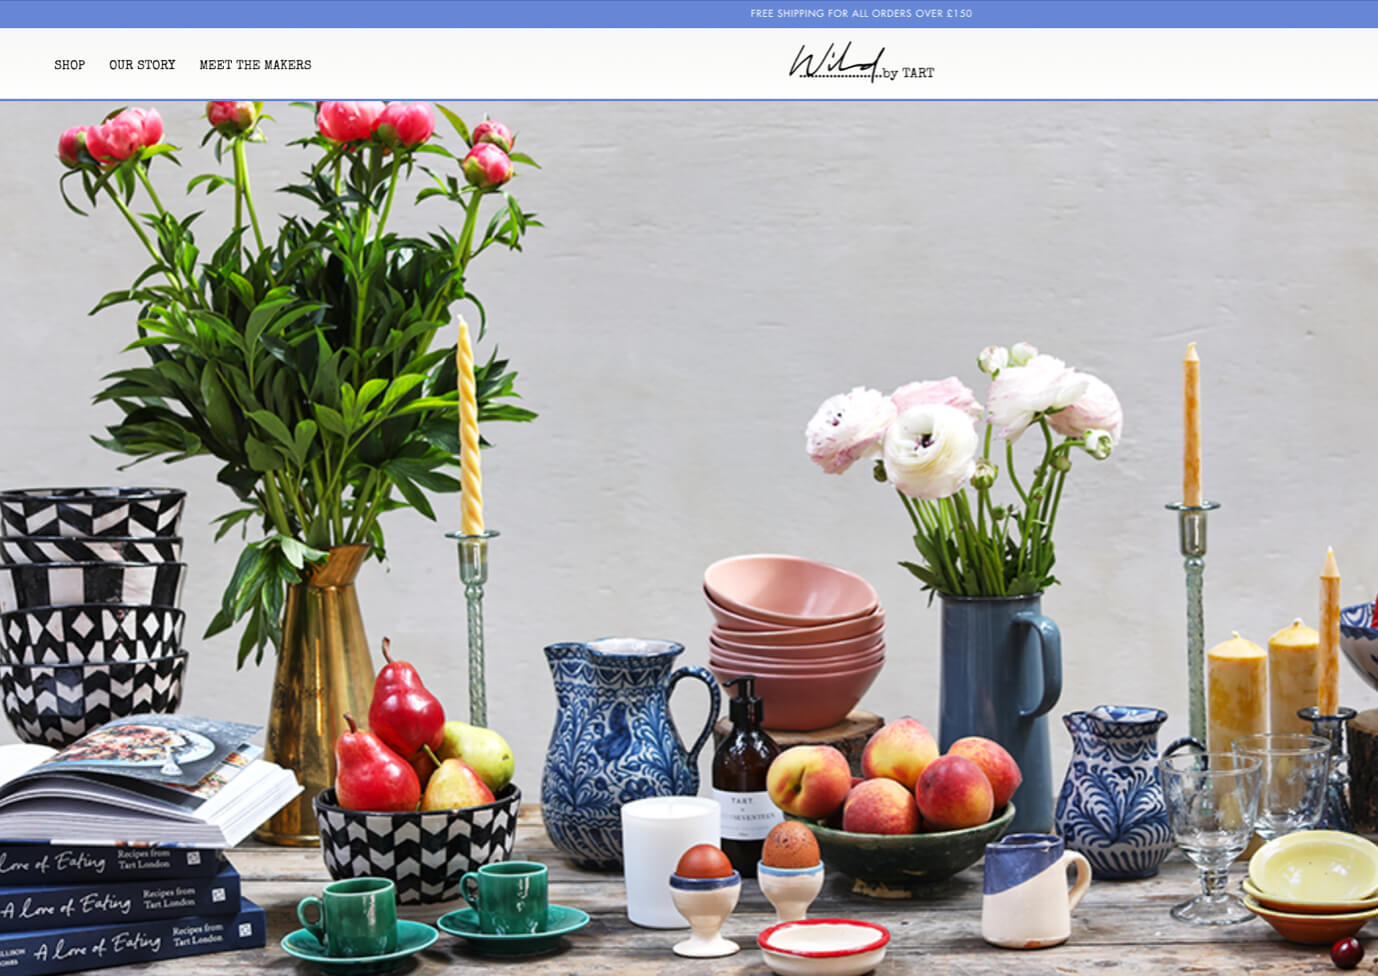 FREE SHIPPING FOR ALL ORDERS OVER £150
SHOP OUR STORY MEET THE MAKERS
Wild by TART
TART.
SEVENTEEN
Love of Eating
Recipes from
Tart London
A Love of Eating
Recipes from
Tart London
A Love of Eating
Recipes from
Tart London